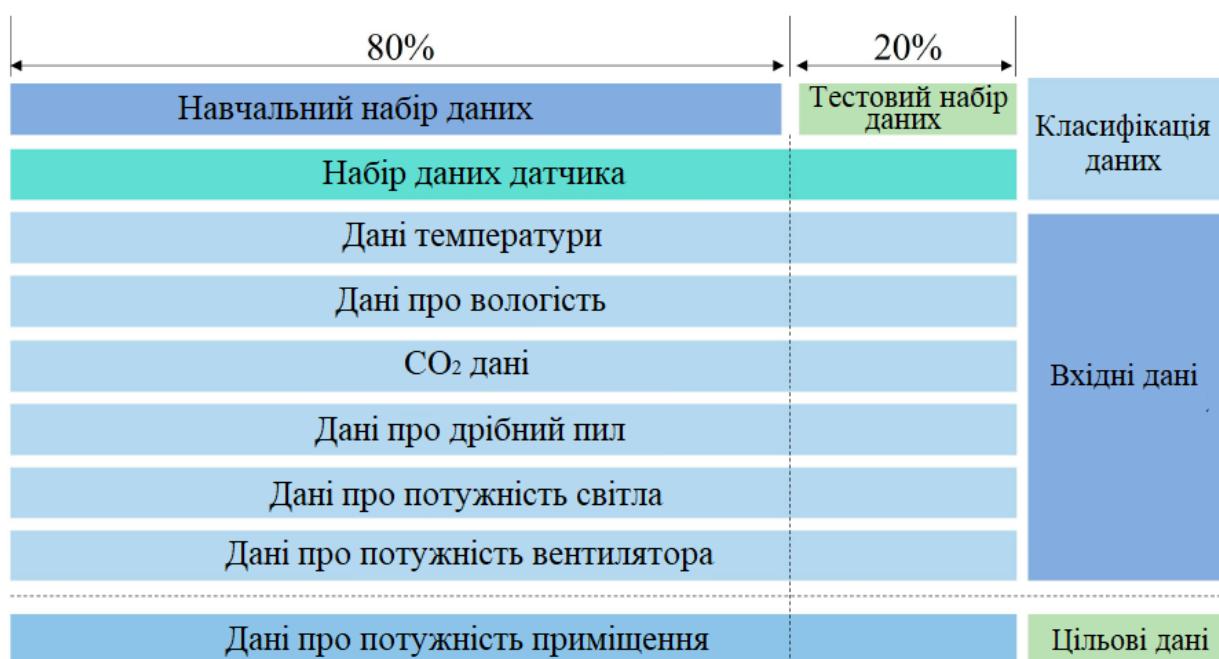 80%
20%
Навчальний набір даних
Тестовий набір
даних
Класифікація
даних
Набір даних датчика
Дані температури
Дані про вологість
CO₂ дані
Вхідні дані
Дані про дрібний пил
Дані про потужність світла
Дані про потужність вентилятора
Дані про потужність приміщення
Цільові дані